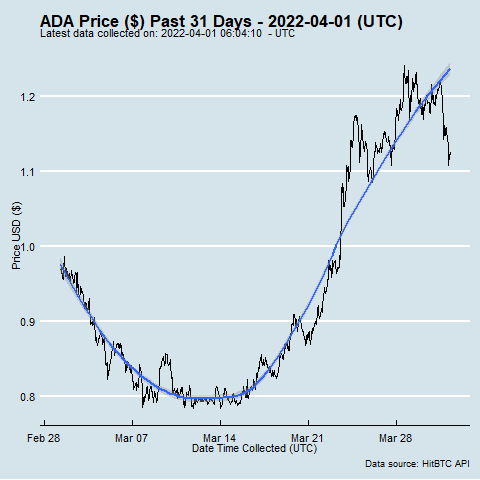 ADA Price ($) Past 31 Days - 2022-04-01 (UTC)
Latest data collected on: 2022-04-01 06:04:10  - UTC
Price USD ($)
1.2
1.1
1.0
0.9
0.8
Feb 28
Mar 07
Mar 14
Mar 21
Mar 28
Date Time Collected (UTC)
Data source: HitBTC API